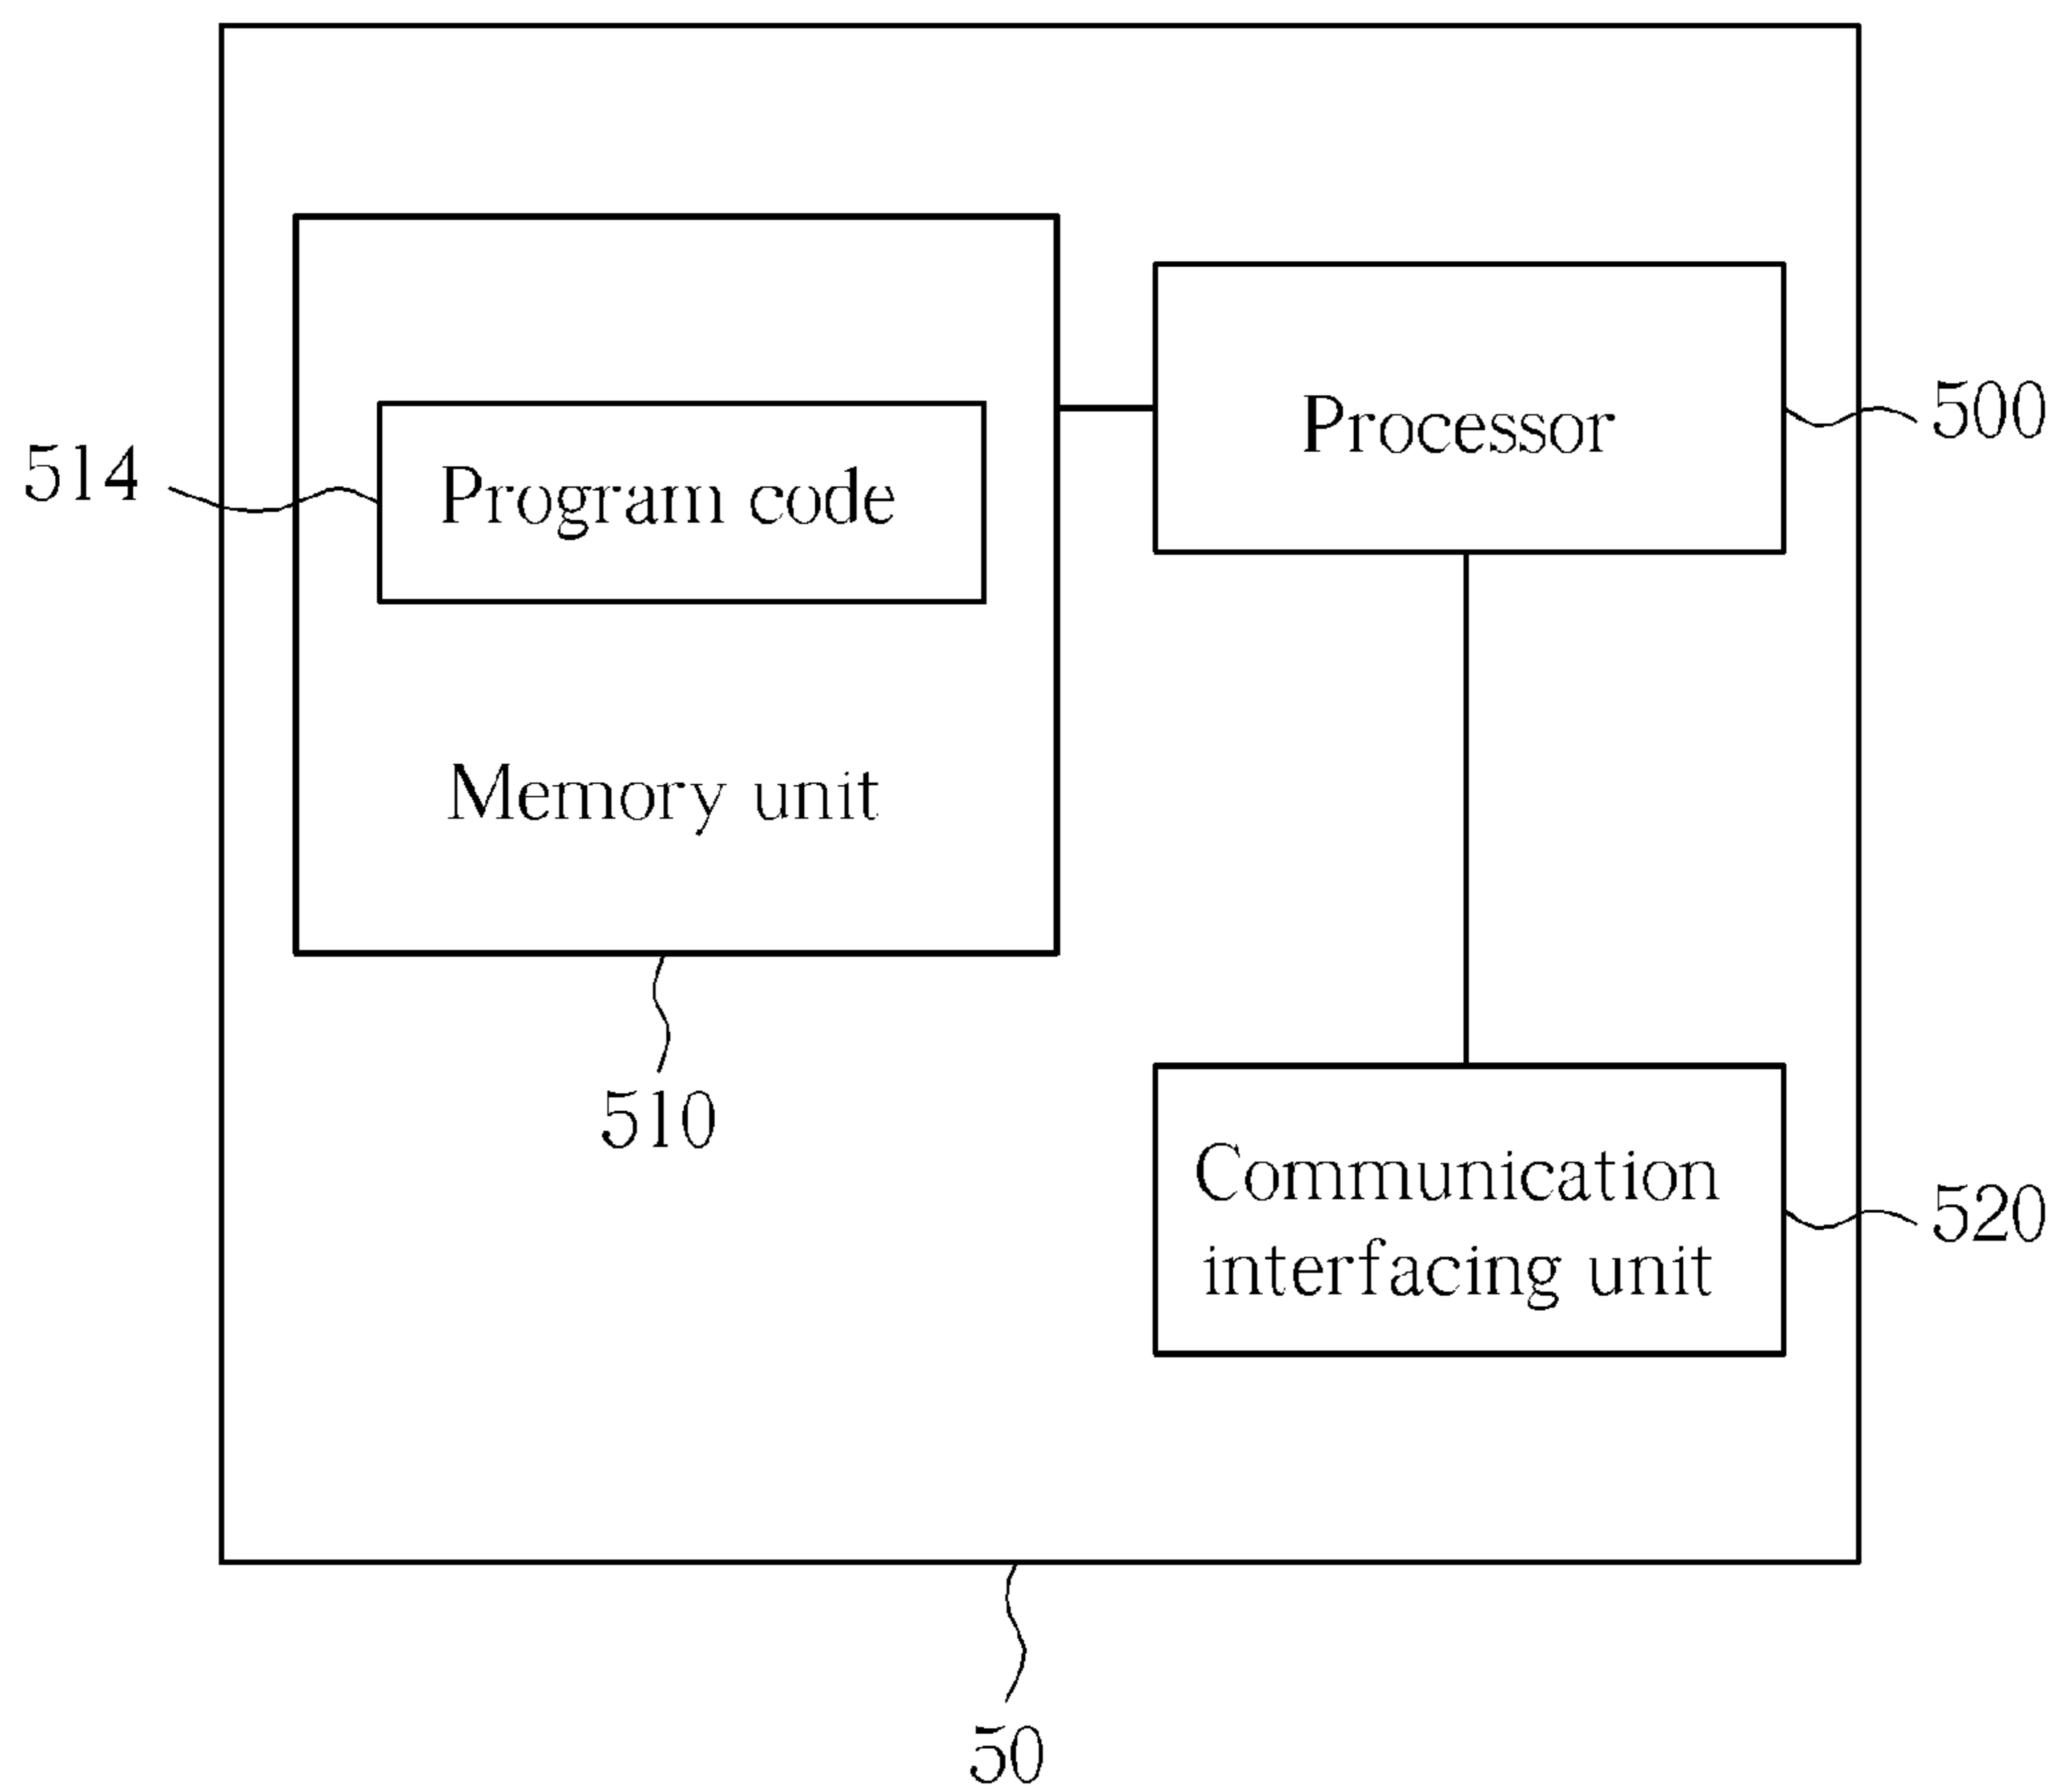 Processor
500
514
Program code
Memory unit
510
Communication
interfacing unit
520
50